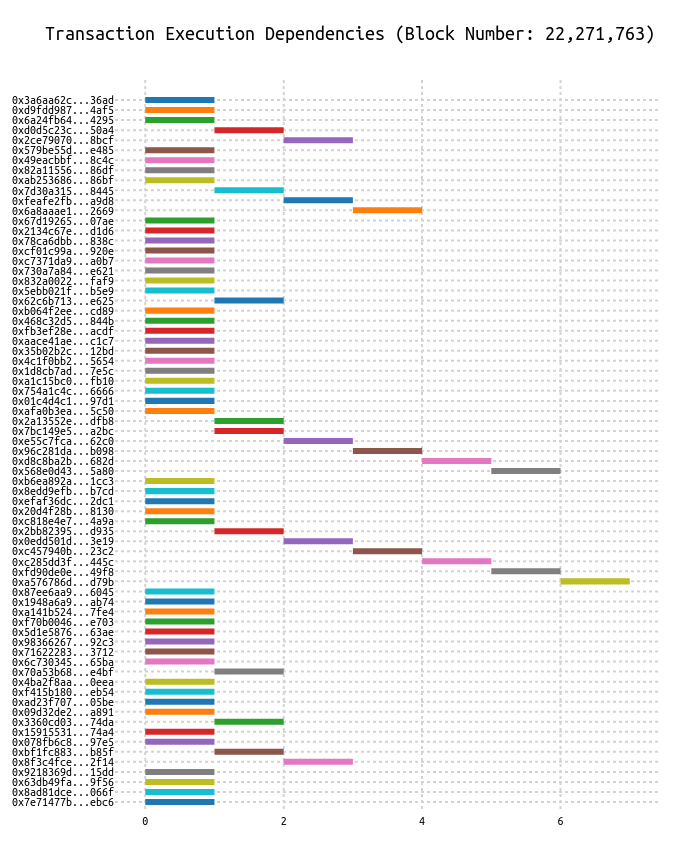 Transaction Execution Dependencies (Block Number: 22,271,763)
0x3a6aa62c...36ad
0xd9fdd987...4af5
0x6a24fb64...4295
0xd0d5c23c...50a4
0x2ce79070...8bcf
0x579be55d...e485
0x49eacbbf...8c4c
0x82a11556...86df
0xab253686...86bf
0x7d30a315...8445
0xfeafe2fb...a9d8
0x6a8aaae1...2669
0x67d19265...07ae
0x2134c67e...d1d6
0x78ca6dbb...838c
0xcf01c99a...920e
0xc7371da9...a0b7
0x730a7a84...e621
0x832a0022...faf9
0x5ebb021f...b5e9
0x62c6b713...e625
0xb064f2ee...cd89
0x468c32d5...844b
0xfb3ef28e...acdf
0xaace41ae...c1c7
0x35b02b2c...12bd
0x4c1f0bb2...5654
0x1d8cb7ad...7e5c
0xa1c15bc0...fb10
0x754a1c4c...6666
0x01c4d4c1...97d1
0xafa0b3ea...5c50
0x2a13552e...dfb8
0x7bc149e5...a2bc
0xe55c7fca...62c0
0x96c281da...b098
0xd8c8ba2b...682d
0x568e0d43...5a80
0xb6ea892a...1cc3
0x8edd9efb...b7cd
0xefaf36dc...2dc1
0x20d4f28b...8130
0xc818e4e7...4a9a
0x2bb82395...d935
0x0edd501d...3e19
0xc457940b...23c2
0xc285dd3f...445c
0xfd90de0e...49f8
0xa576786d...d79b
0x87ee6aa9...6045
0x1948a6a9...ab74
0xa141b524...7fe4
0xf70b0046...e703
0x5d1e5876...63ae
0x98366267...92c3
0x71622283...3712
0x6c730345...65ba
0x70a53b68...e4bf
0x4ba2f8aa...0eea
0xf415b180...eb54
0xad23f707...05be
0x09d32de2...a891
0x3360cd03...74da
0x15915531...74a4
0x078fb6c8...97e5
0xbf1fc883...b85f
0x8f3c4fce...2f14
0x9218369d...15dd
0x63db49fa...9f56
0x8ad81dce...066f
0x7e71477b...ebc6
0 2 4 6